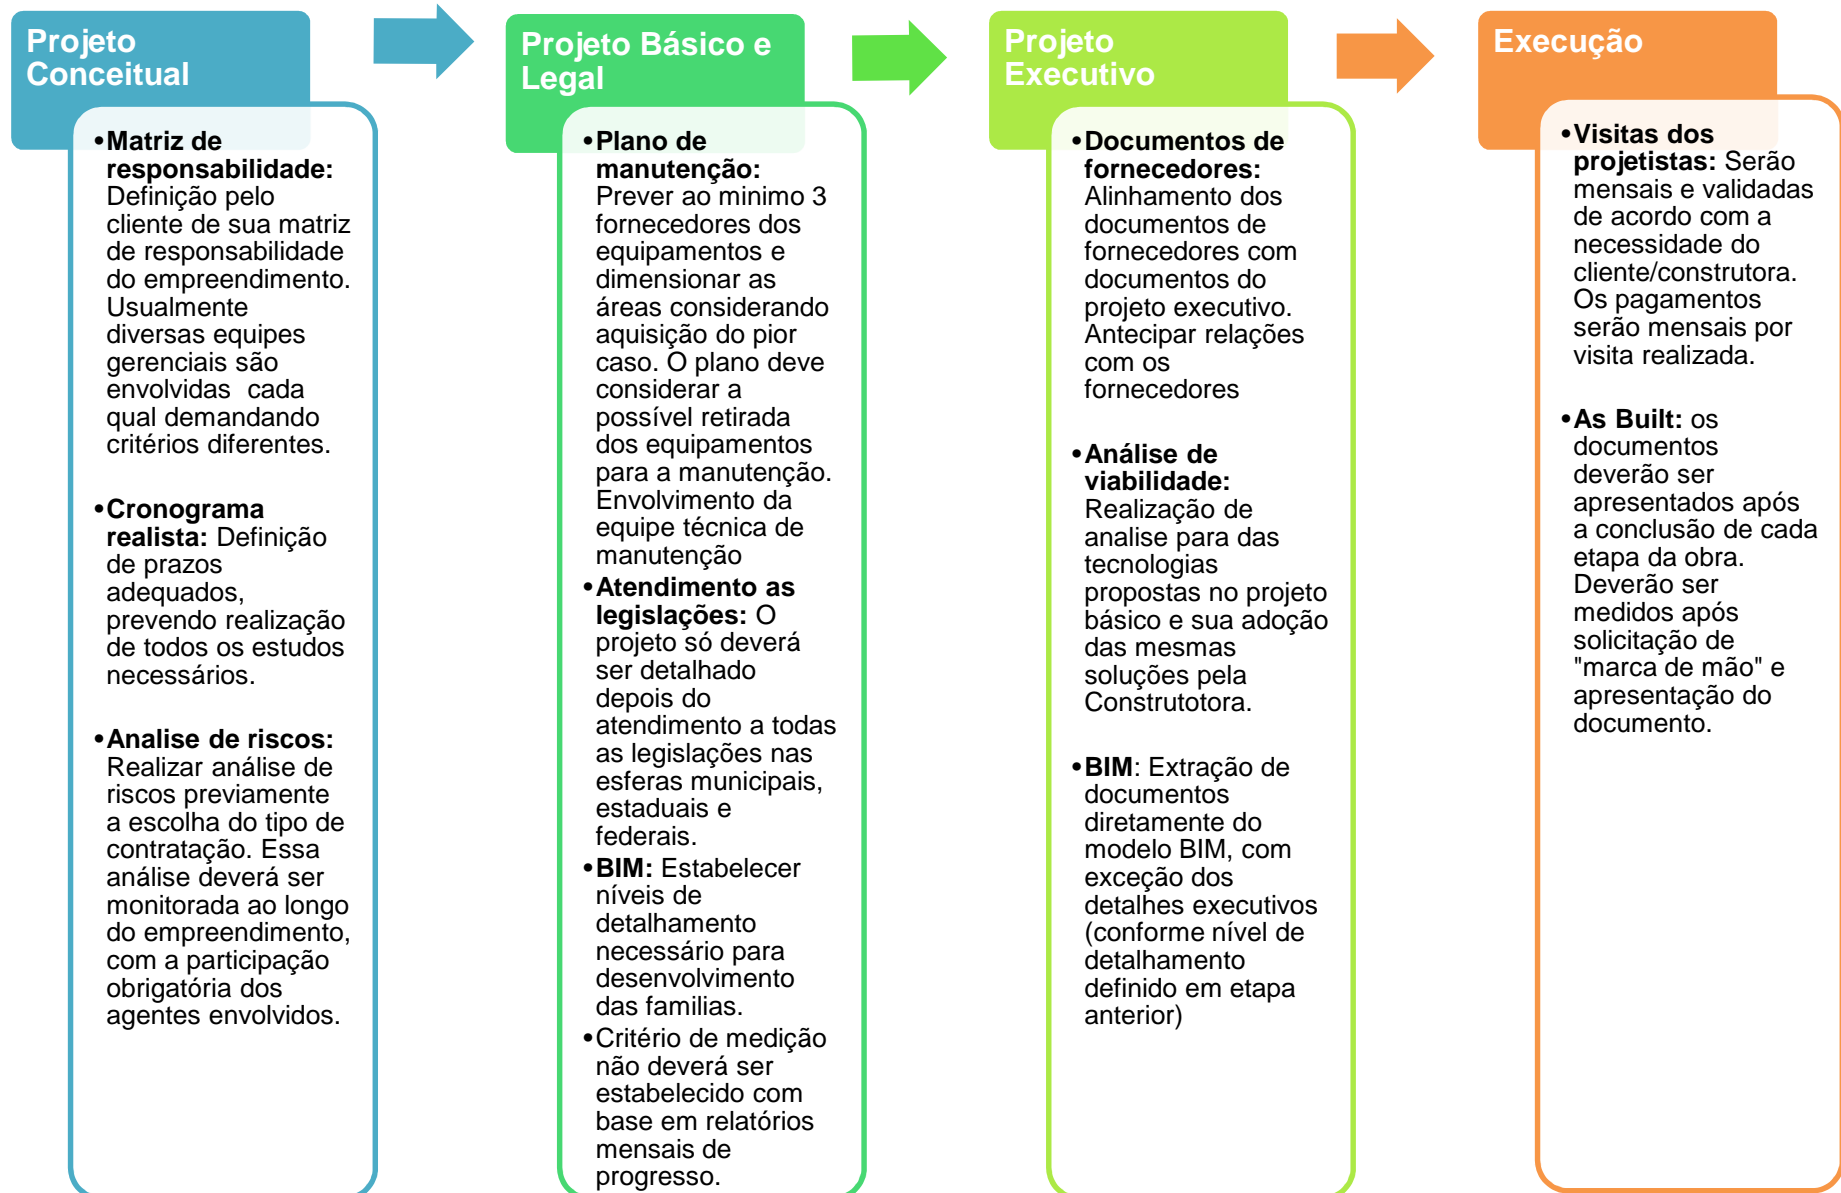 Projeto
Conceitual
•Matriz de
responsabilidade:
Definição pelo
cliente de sua matriz
de responsabilidade
do empreendimento.
Usualmente
diversas equipes
gerenciais são
envolvidas cada
qual demandando
critérios diferentes.
•Cronograma
realista: Definição
de prazos
adequados,
prevendo realização
de todos os estudos
necessários.
•Analise de riscos:
Realizar análise de
riscos previamente
a escolha do tipo de
contratação. Essa
análise deverá ser
monitorada ao longo
do empreendimento,
com a participação
obrigatória dos
agentes envolvidos.
Projeto Básico e
Legal
•Plano de
manutenção:
Prever ao minimo 3
fornecedores dos
equipamentos e
dimensionar as
áreas considerando
aquisição do pior
caso. O plano deve
considerar a
possível retirada
dos equipamentos
para a manutenção.
Envolvimento da
equipe técnica de
manutenção
•Atendimento as
legislações: O
projeto só deverá
ser detalhado
depois do
atendimento a todas
as legislações nas
esferas municipais,
estaduais e
federais.
•BIM: Estabelecer
níveis de
detalhamento
necessário para
desenvolvimento
das familias.
•Critério de medição
não deverá ser
estabelecido com
base em relatórios
mensais de
progresso.
Projeto
Executivo
•Documentos de
fornecedores:
Alinhamento dos
documentos de
fornecedores com
documentos do
projeto executivo.
Antecipar relações
com os
fornecedores
•Análise de
viabilidade:
Realização de
analise para das
tecnologias
propostas no projeto
básico e sua adoção
das mesmas
soluções pela
Construtotora.
•BIM: Extração de
documentos
diretamente do
modelo BIM, com
exceção dos
detalhes executivos
(conforme nível de
detalhamento
definido em etapa
anterior)
Execução
•Visitas dos
projetistas: Serão
mensais e validadas
de acordo com a
necessidade do
cliente/construtora.
Os pagamentos
serão mensais por
visita realizada.
•As Built: os
documentos
deverão ser
apresentados após
a conclusão de cada
etapa da obra.
Deverão ser
medidos após
solicitação de
"marca de mão" e
apresentação do
documento.